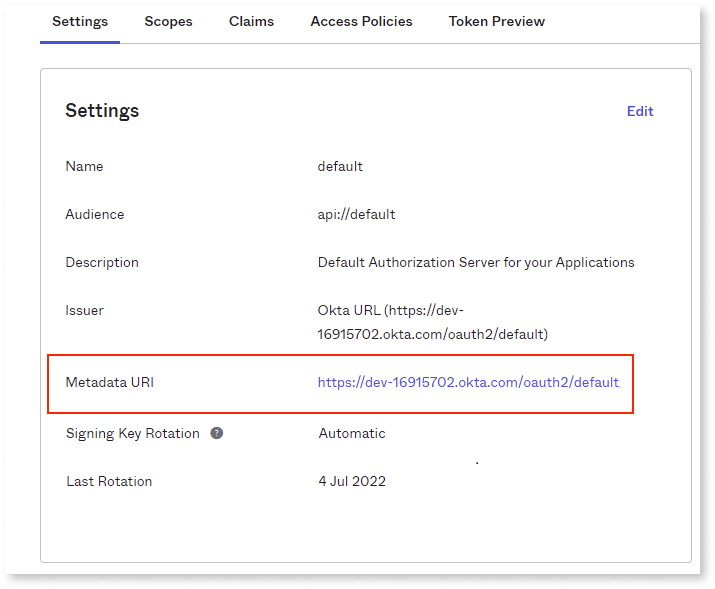 Settings Scopes Claims Access Policies Token Preview
Settings Edit
Name default
Audience api://default
Description Default Authorization Server for your Applications
Issuer Okta URL (https://dev-
16915702.okta.com/oauth2/default)
Metadata URI https://dev-16915702.okta.com/oauth2/default
Signing Key Rotation ? Automatic
Last Rotation 4 Jul 2022